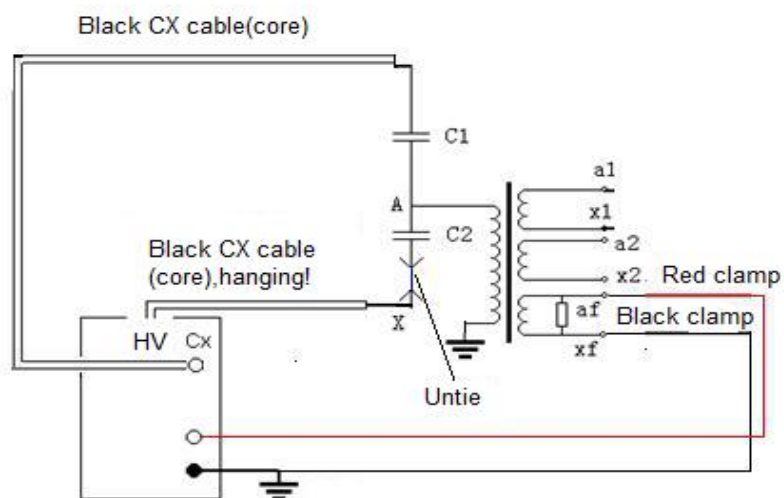 Black CX cable(core)
C1
a1
A
x1
C2
a2
Black CX cable
(core),hanging!
x2.
Red clamp
HV
Cx
X
af
Black clamp
xf
Untie